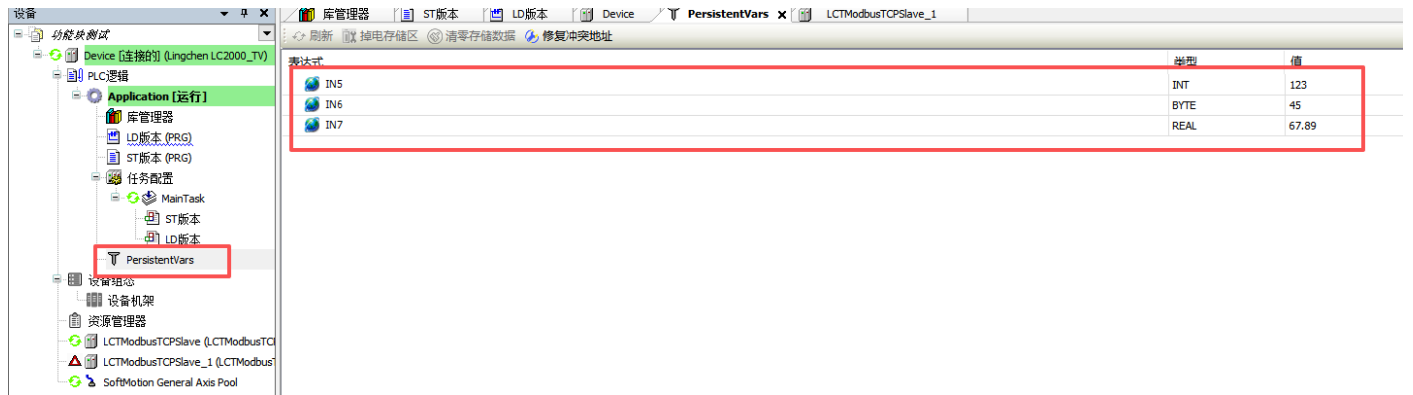 设备
库管理器 ST版本 LD版本 Device PersistentVars LCTModbusTCPSlave_1
刷新 掉电存储区 清零存储数据 修复冲突地址
功能块测试
Device [连接的] (Lingchen LC2000_TV)
PLC逻辑
Application [运行]
库管理器
LD版本 (PRG)
ST版本 (PRG)
任务配置
MainTask
ST版本
LD版本
PersistentVars
设备组态
设备机架
资源管理器
LCTModbusTCPSlave (LCTModbusTCP
LCTModbusTCPSlave_1 (LCTModbusT
SoftMotion General Axis Pool
表达式 类型 值
IN5 INT 123
IN6 BYTE 45
IN7 REAL 67.89